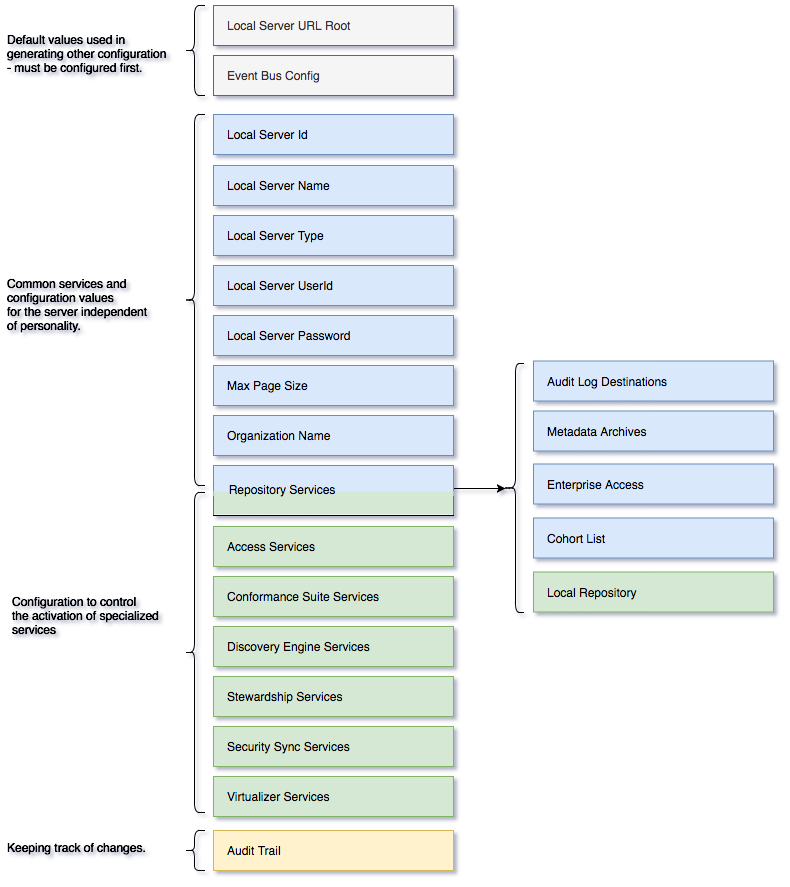 Default values used in
generating other configuration
- must be configured first.
Local Server URL Root
Event Bus Config
Common services and
configuration values
for the server independent
of personality.
Local Server Id
Local Server Name
Local Server Type
Local Server UserId
Local Server Password
Max Page Size
Organization Name
Repository Services
Audit Log Destinations
Metadata Archives
Enterprise Access
Cohort List
Local Repository
Configuration to control
the activation of specialized
services
Access Services
Conformance Suite Services
Discovery Engine Services
Stewardship Services
Security Sync Services
Virtualizer Services
Keeping track of changes.
Audit Trail